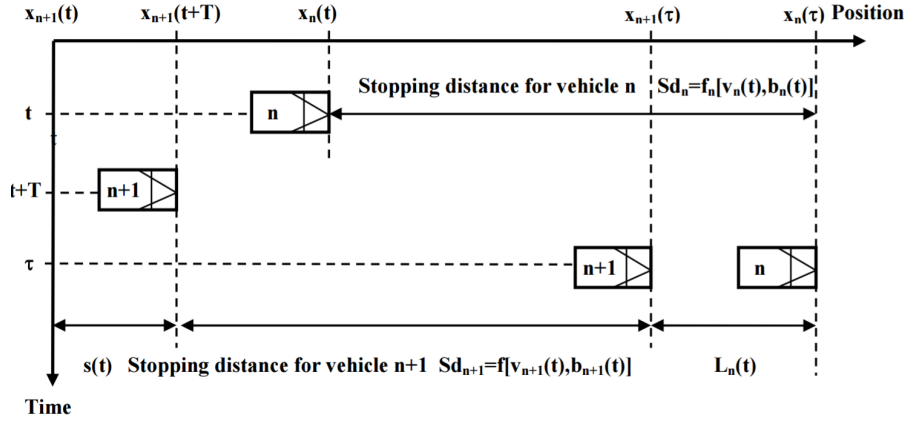 xₙ₊₁(t) xₙ₊₁(t+T) xₙ(t) xₙ₊₁(τ) xₙ(τ) Position
Stopping distance for vehicle n Sdₙ=fₙ[vₙ(t),bₙ(t)]
t
n
t+T
n+1
τ
n+1
n
s(t) Stopping distance for vehicle n+1 Sdₙ₊₁=f[vₙ₊₁(t),bₙ₊₁(t)] Lₙ(t)
Time